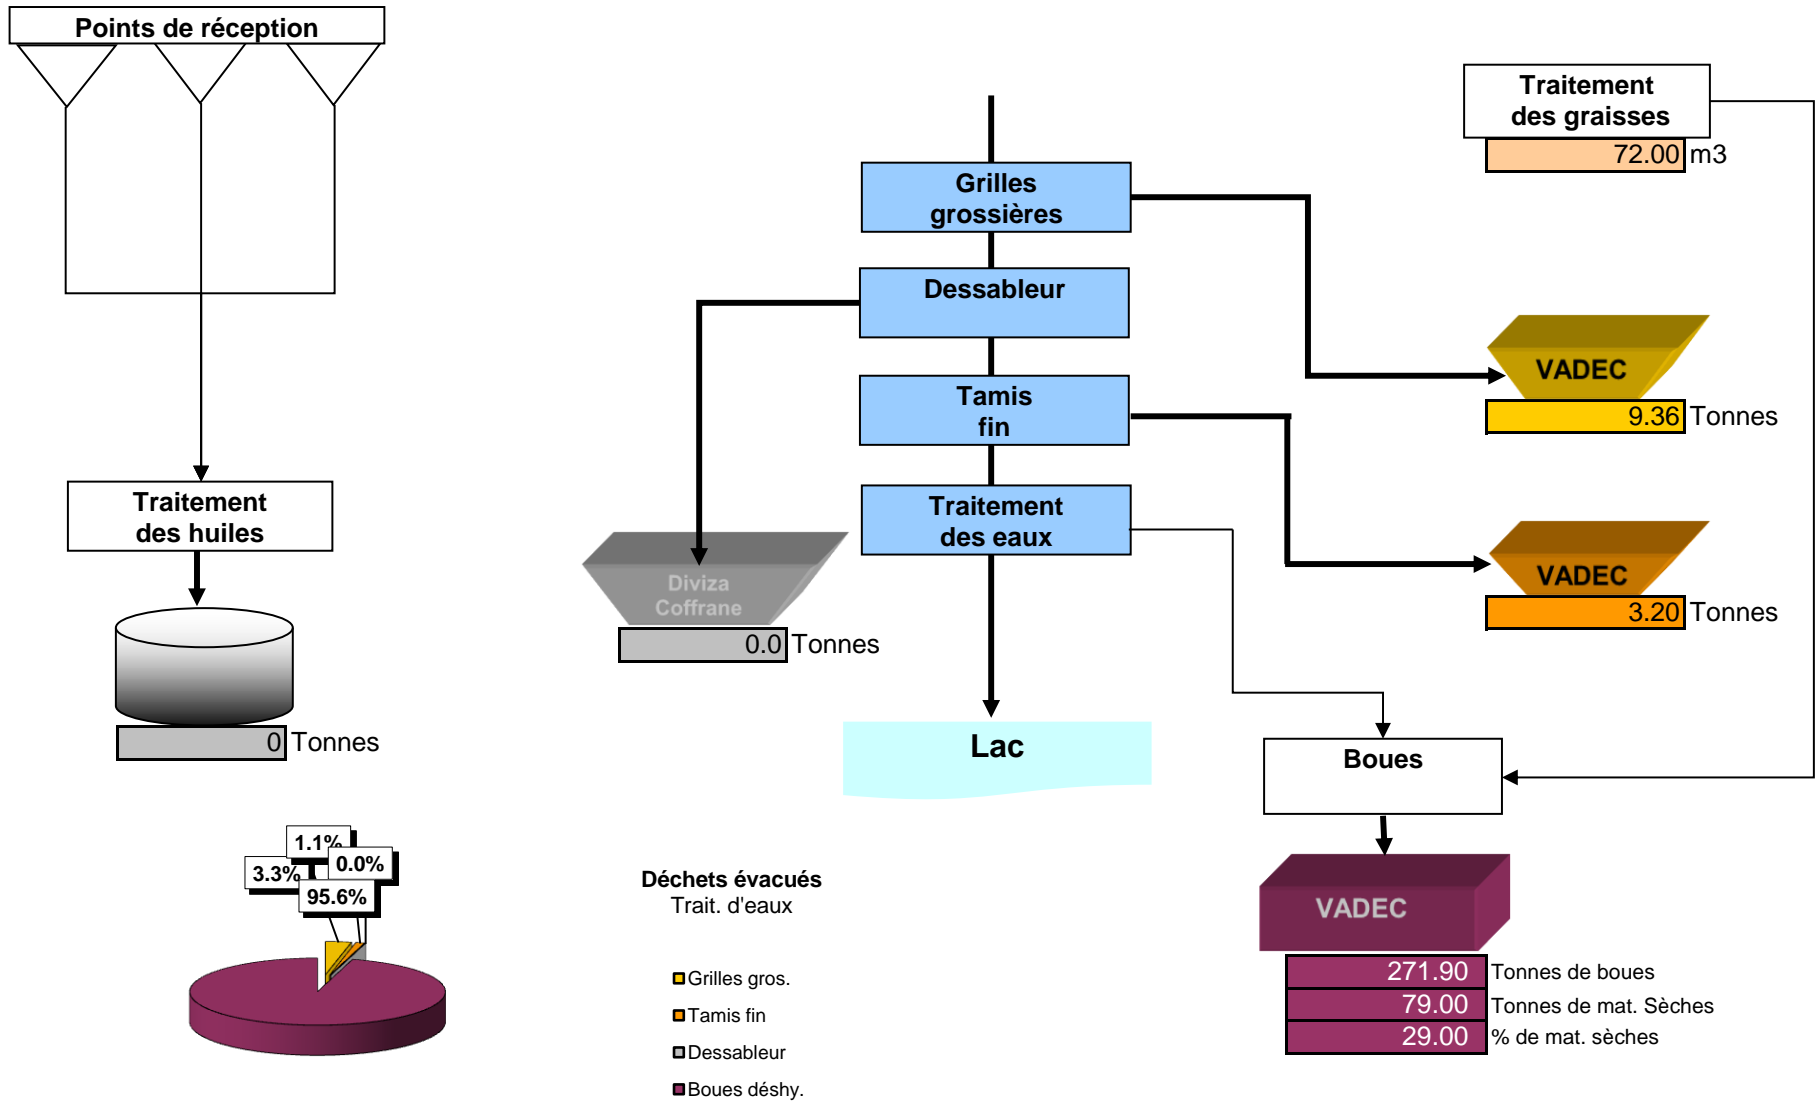 Points de réception
Traitement
des graisses
72.00 m3
Grilles
grossières
Dessableur
VADEC
9.36 Tonnes
Tamis
fin
Traitement
des huiles
Traitement
des eaux
Diviza
Coffrane
0.0 Tonnes
VADEC
3.20 Tonnes
0 Tonnes
Lac
Boues
1.1%
0.0%
3.3%
95.6%
Déchets évacués
Trait. d'eaux
Grilles gros.
Tamis fin
Dessableur
Boues déshy.
VADEC
271.90 Tonnes de boues
79.00 Tonnes de mat. Sèches
29.00 % de mat. sèches